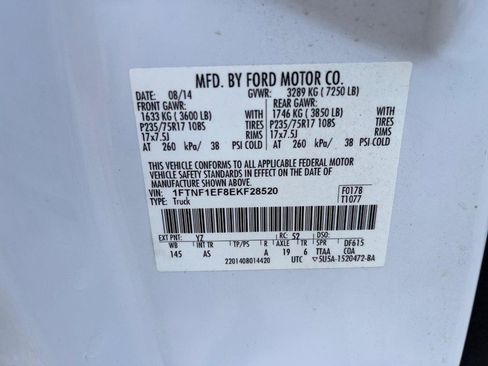 MFD. BY FORD MOTOR CO.
DATE: 08/14 GVWR: 3289 KG ( 7250 LB)
FRONT GAWR: REAR GAWR:
1633 KG ( 3600 LB) WITH 1746 KG ( 3850 LB) WITH
P235/75R17 108S TIRES P235/75R17 108S TIRES
17x7.5J RIMS 17x7.5J RIMS
AT 260 kPa/ 38 PSI COLD AT 260 kPa/ 38 PSI COLD
THIS VEHICLE CONFORMS TO ALL APPLICABLE FEDERAL MOTOR
VEHICLE SAFETY STANDARDS IN EFFECT ON THE DATE OF
MANUFACTURE SHOWN ABOVE.
VIN: 1FTNF1EF8EKF28520 F0178
TYPE: Truck T1077
EXT PNT: YZ RC: 52 DSO:
WB INT TR TP/PS R AXLE TR SPR DF615
145 AS A 19 6 TTAA COA
2201408014420 UTC ▽5U5A-1520472-BA